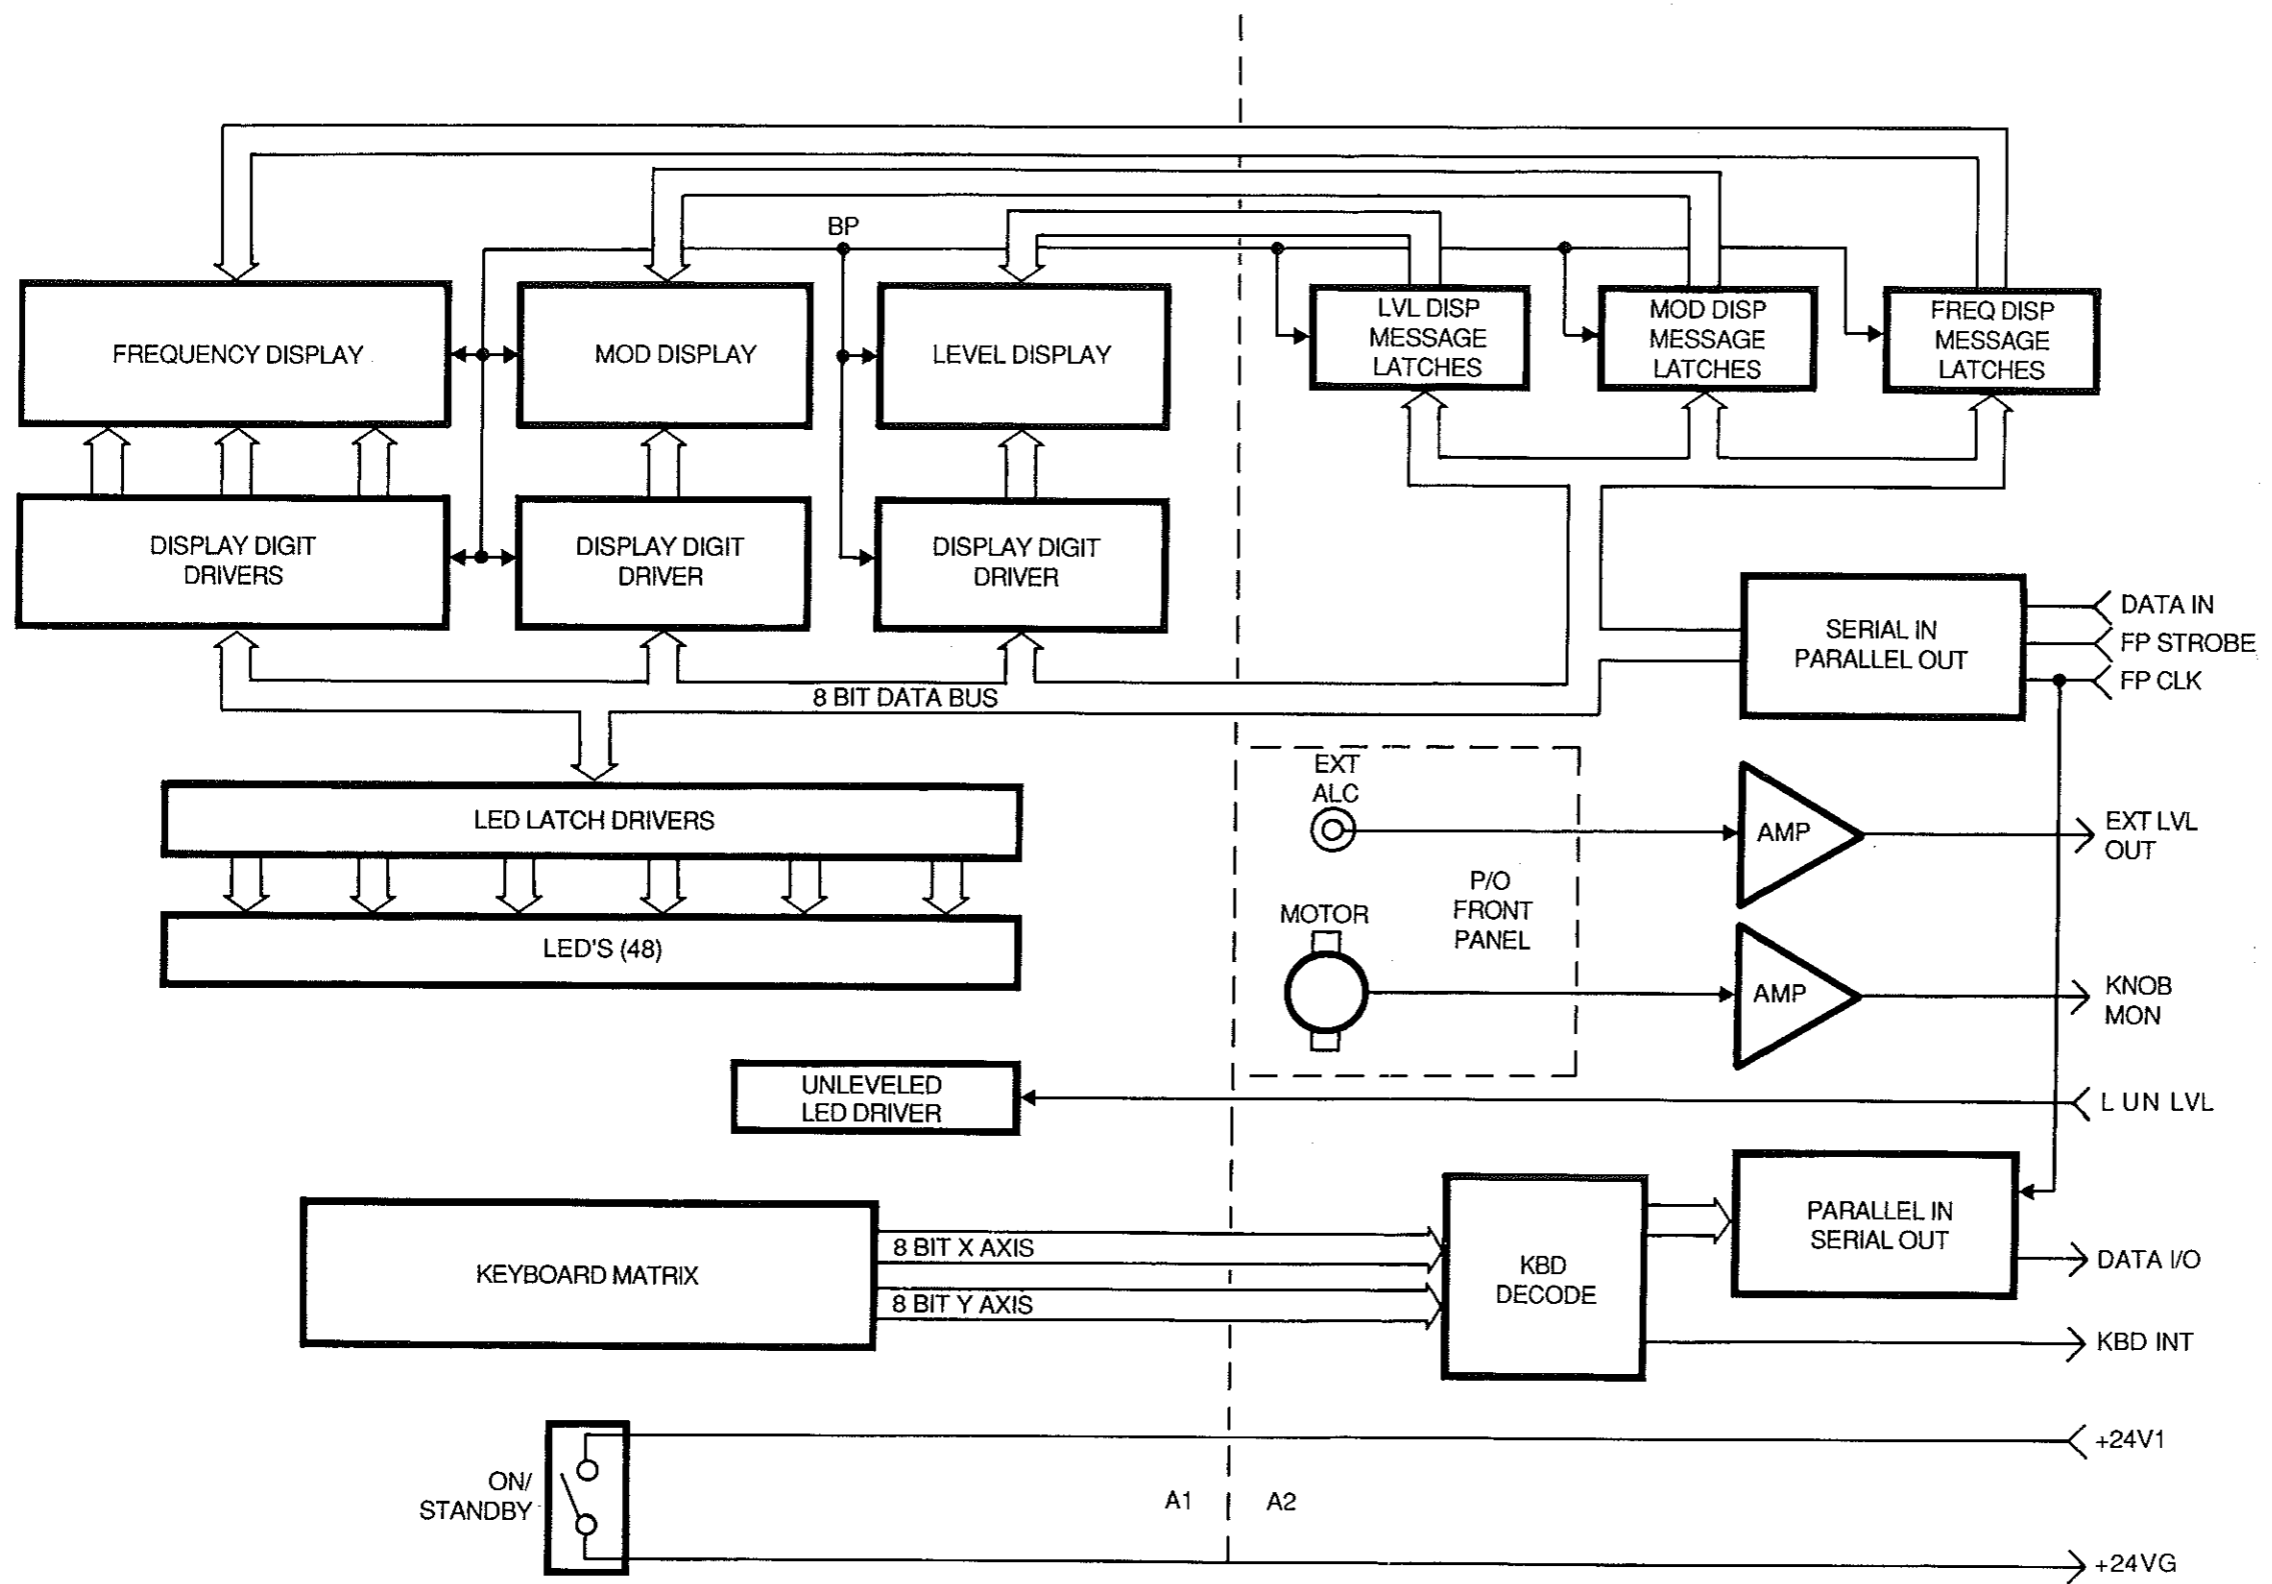 BP
FREQUENCY DISPLAY
MOD DISPLAY
LEVEL DISPLAY
LVL DISP
MESSAGE
LATCHES
MOD DISP
MESSAGE
LATCHES
FREQ DISP
MESSAGE
LATCHES
DISPLAY DIGIT
DRIVERS
DISPLAY DIGIT
DRIVER
DISPLAY DIGIT
DRIVER
SERIAL IN
PARALLEL OUT
DATA IN
FP STROBE
FP CLK
8 BIT DATA BUS
LED LATCH DRIVERS
LED'S (48)
EXT
ALC
AMP
EXT LVL
OUT
P/O
FRONT
PANEL
MOTOR
AMP
KNOB
MON
UNLEVELED
LED DRIVER
L UN LVL
KEYBOARD MATRIX
8 BIT X AXIS
8 BIT Y AXIS
KBD
DECODE
PARALLEL IN
SERIAL OUT
DATA I/O
KBD INT
ON/
STANDBY
A1
A2
+24V1
+24VG